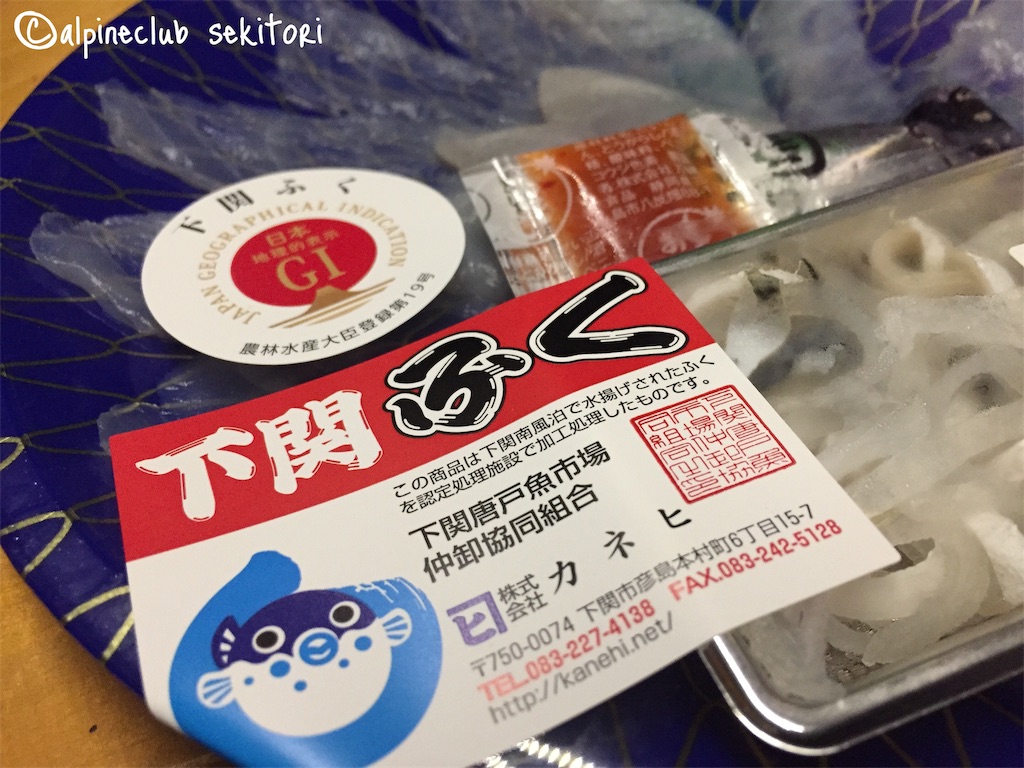 ©alpineclub sekitori
下関ふく
JAPAN GEOGRAPHICAL INDICATION
日本
地理的表示
GI
農林水産大臣登録第19号
下関ふく
この商品は下関南風泊で水揚げされたふく
を認定処理施設で加工処理したものです。
下関唐戸魚市場
仲卸協同組合
株式
会社 カネヒ
〒750-0074 下関市彦島本村町6丁目15-7
TEL.083-227-4138 FAX.083-242-5128
http://kanehi.net/